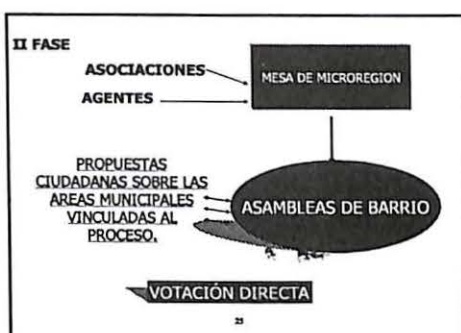 II FASE
ASOCIACIONES
AGENTES
MESA DE MICROREGION
PROPUESTAS
CIUDADANAS SOBRE LAS
AREAS MUNICIPALES
VINCULADAS AL
PROCESO.
ASAMBLEAS DE BARRIO
VOTACIÓN DIRECTA